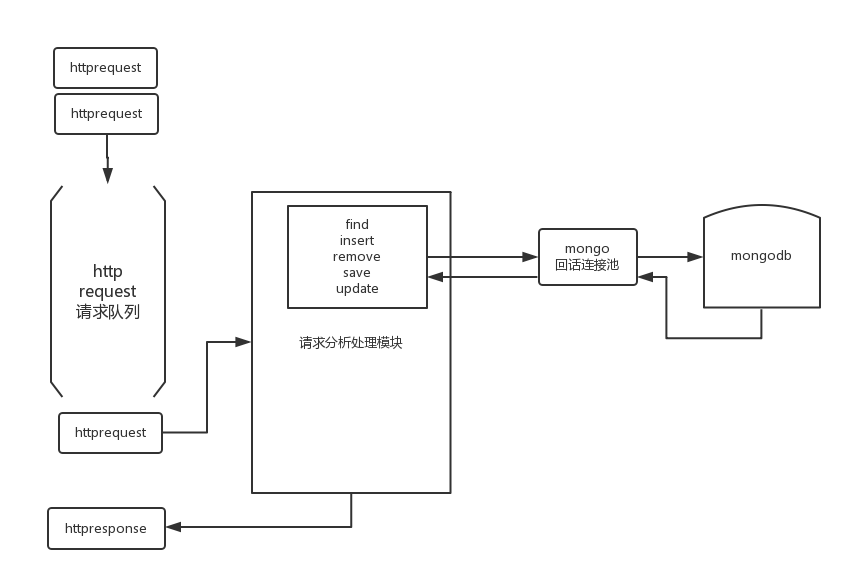 httprequest
httprequest
http
request
请求队列
httprequest
httpresponse
find
insert
remove
save
update
请求分析处理模块
mongo
回话连接池
mongodb